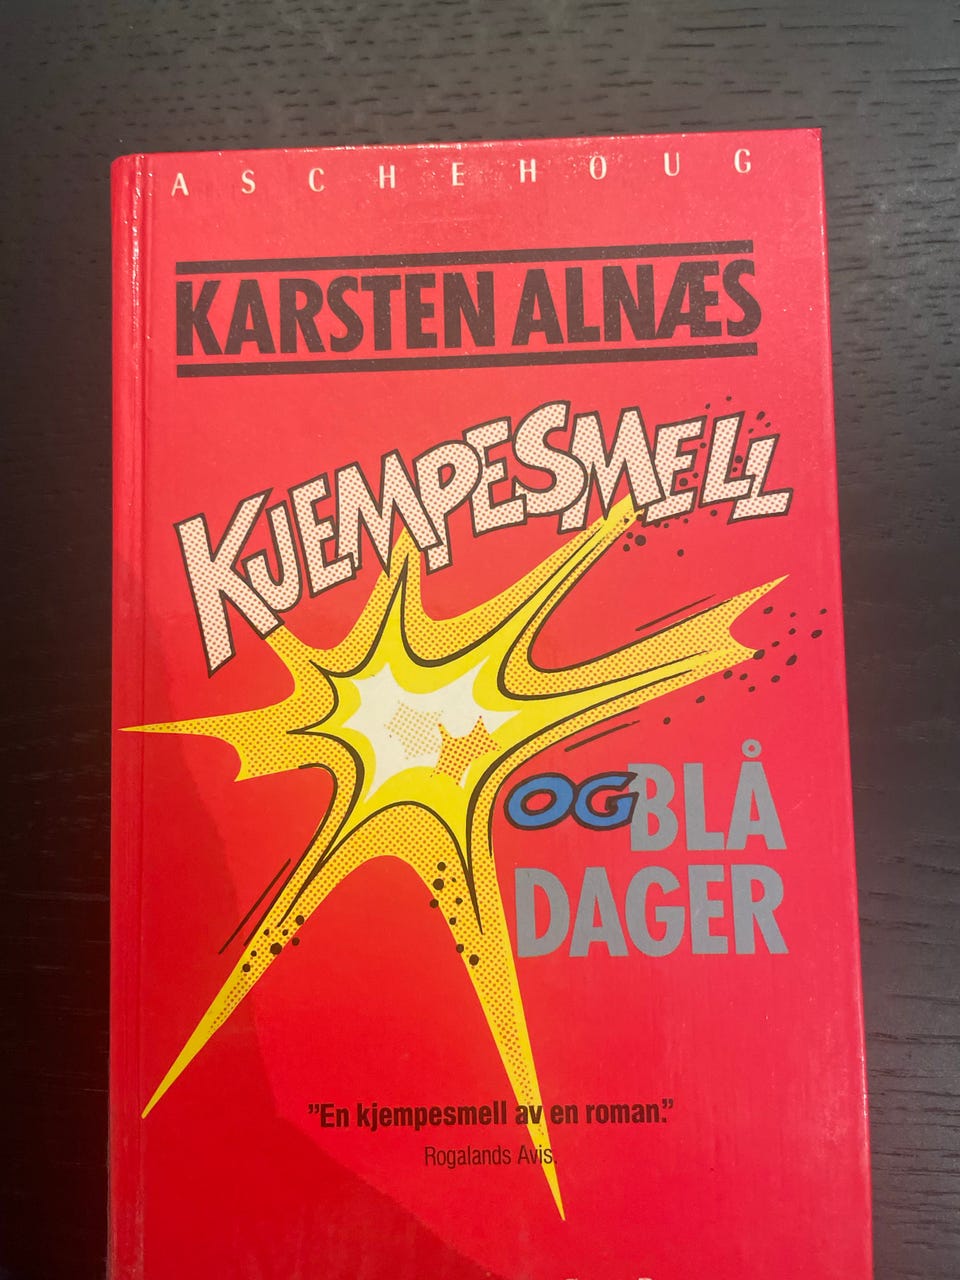 ASCHEHOUG
KARSTEN ALNÆS
KJEMPESMELL
OG BLÅ
DAGER
"En kjempesmell av en roman."
Rogalands Avis.